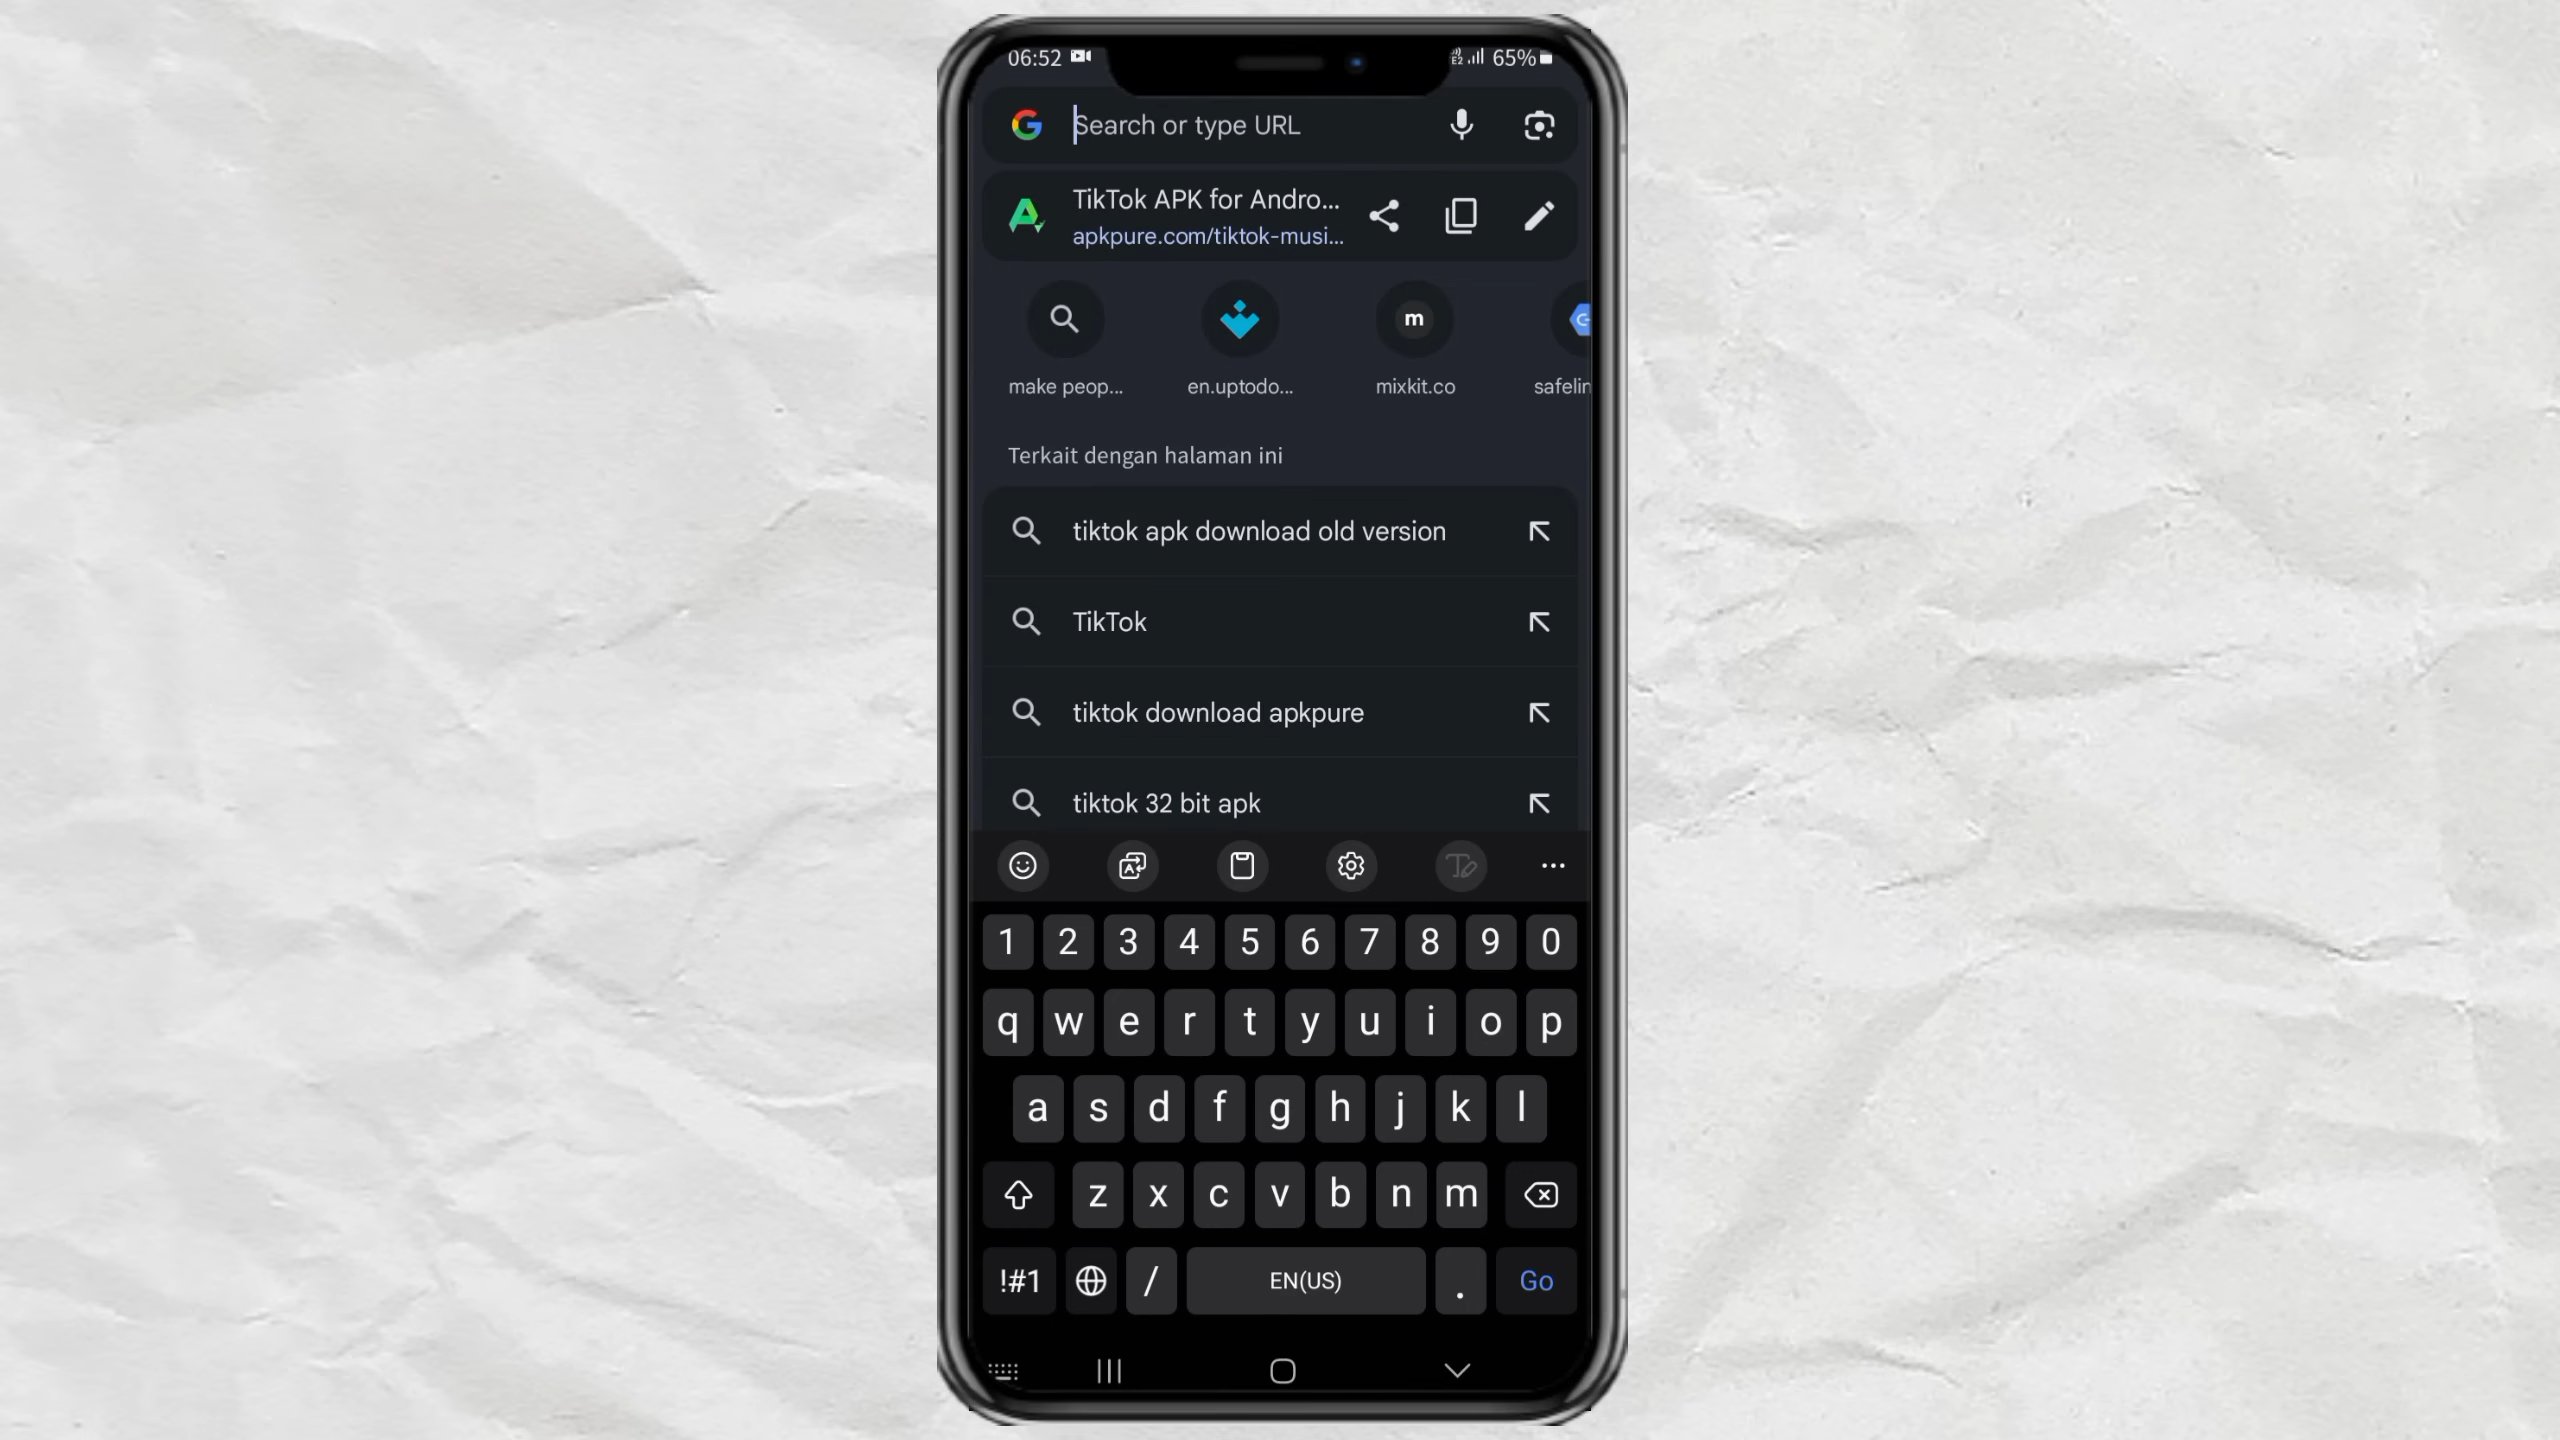 06:52
65%
Search or type URL
TikTok APK for Andro...
apkpure.com/tiktok-musi...
m
make peop...
en.uptodo...
mixkit.co
safelin
Terkait dengan halaman ini
tiktok apk download old version
TikTok
tiktok download apkpure
tiktok 32 bit apk
1 2 3 4 5 6 7 8 9 0
q w e r t y u i o p
a s d f g h j k l
z x c v b n m
!#1 / EN(US) . Go